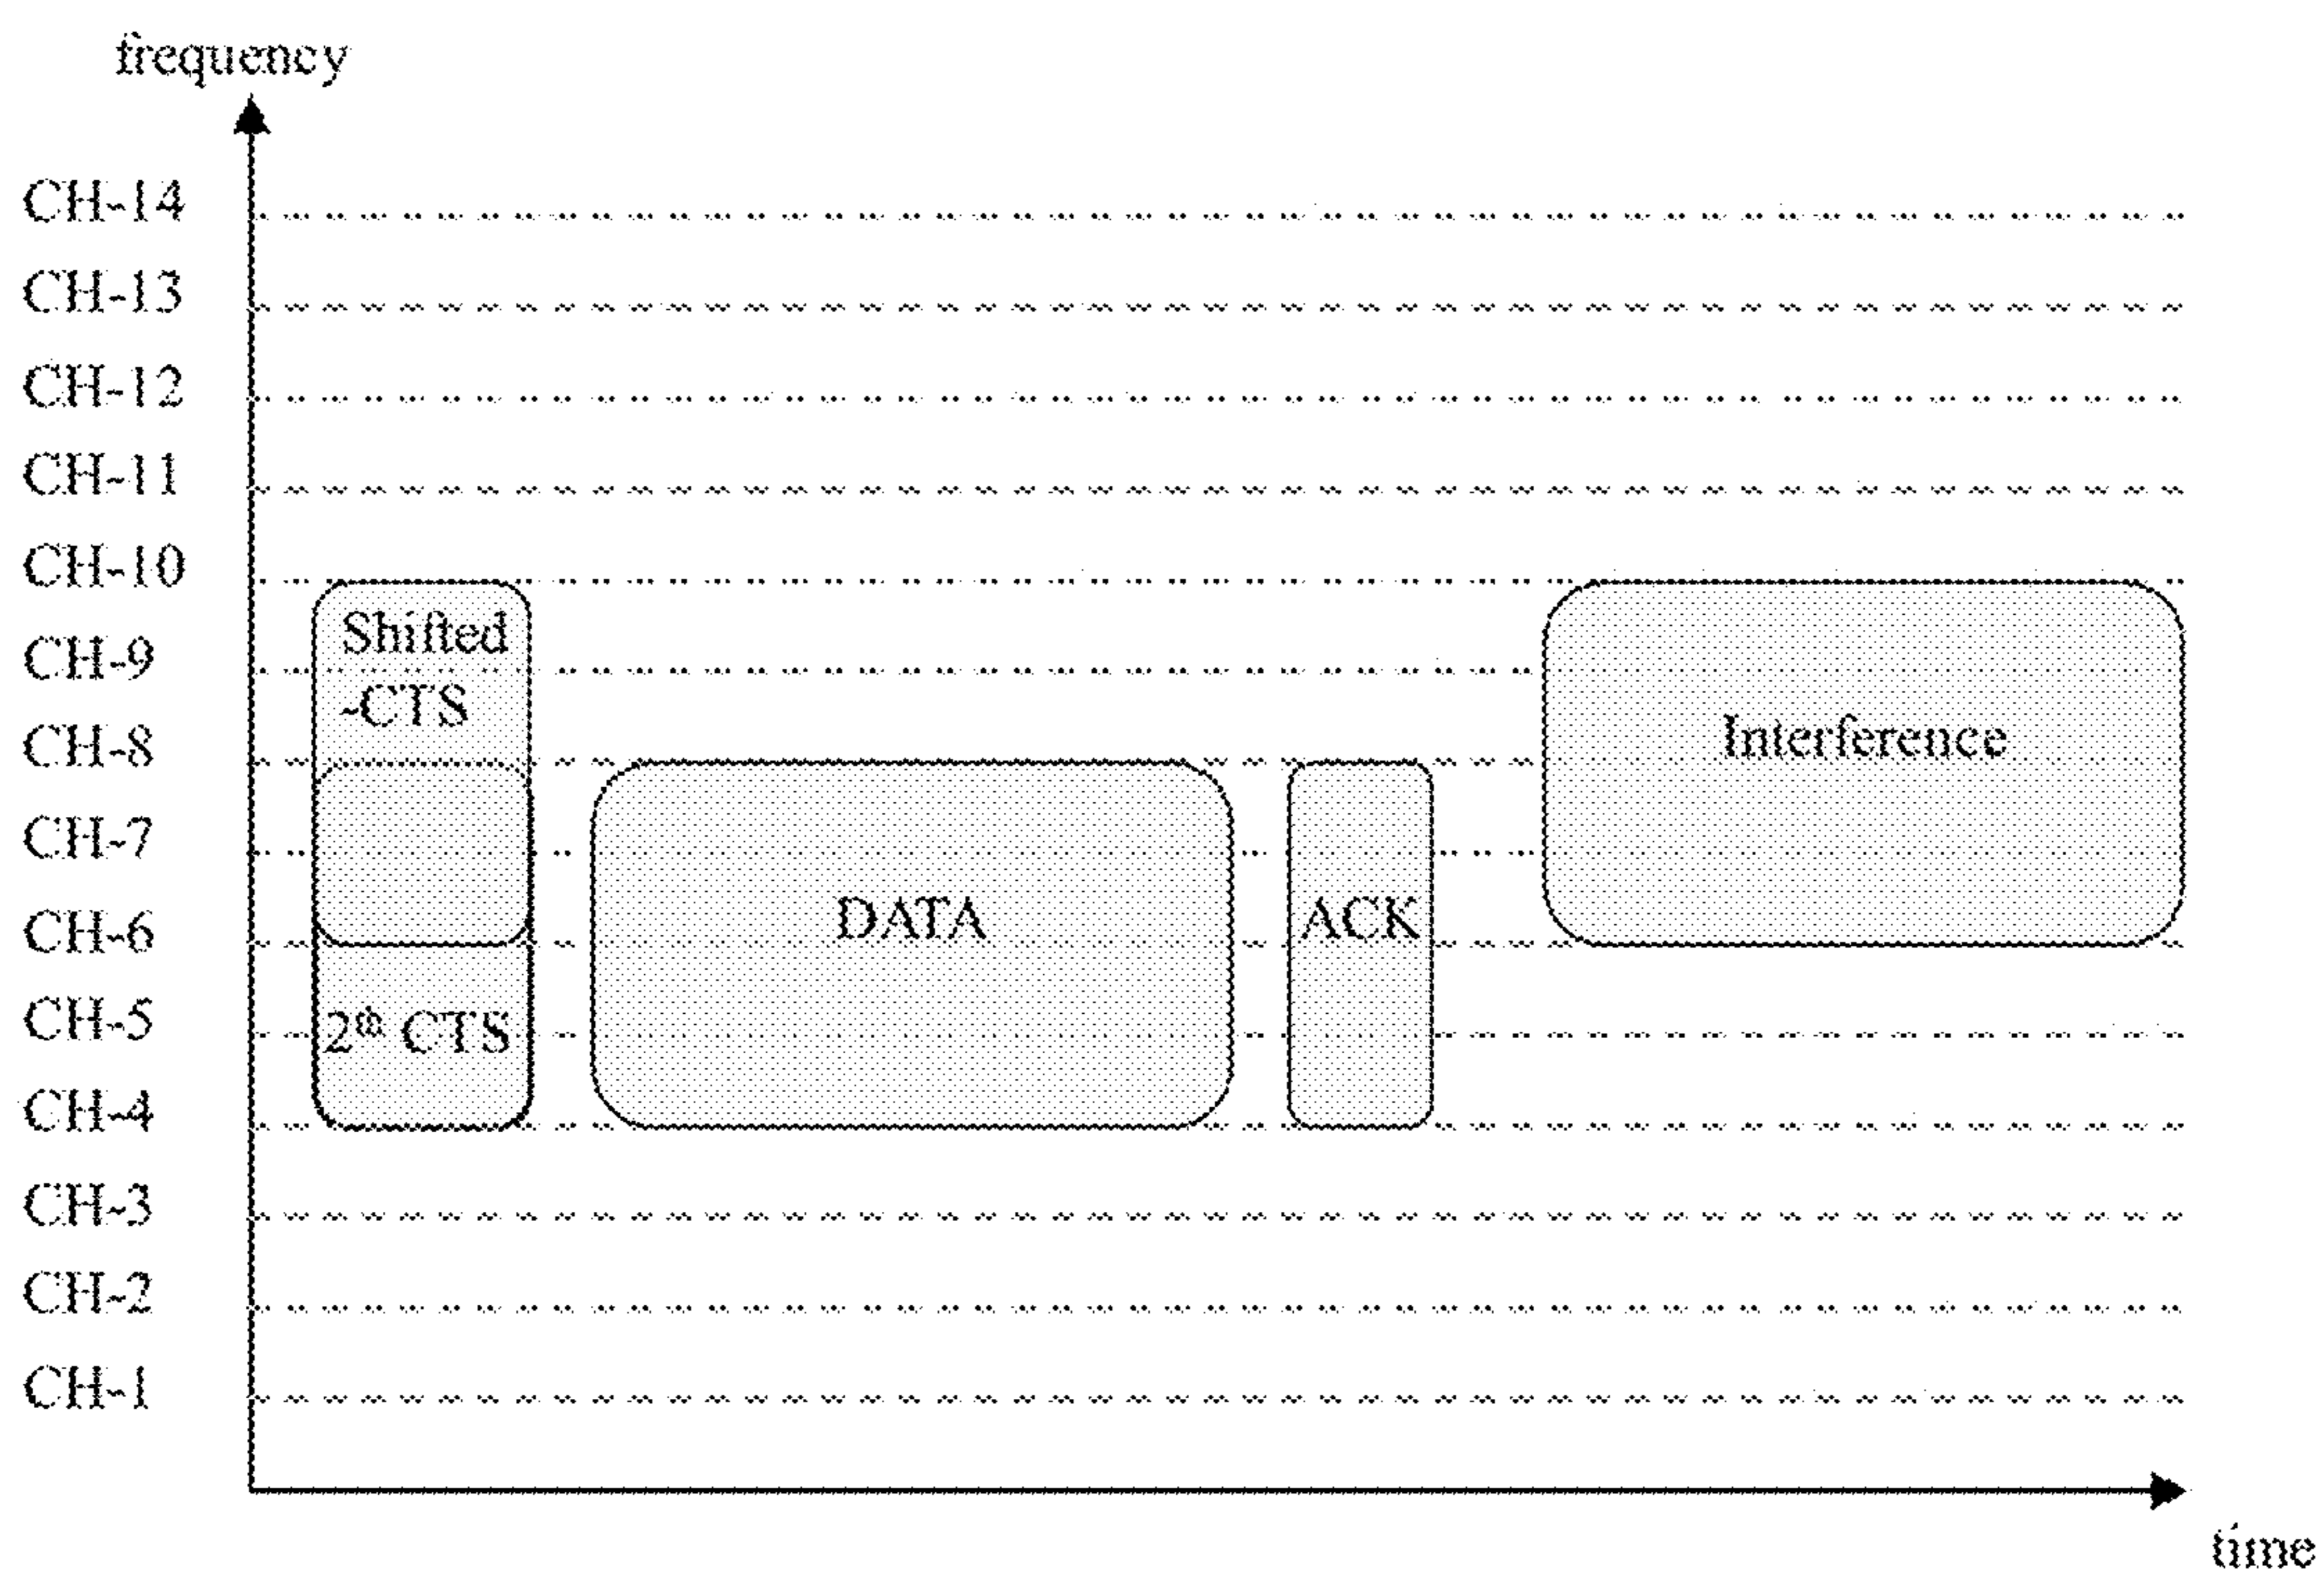 frequency
CH-14
CH-13
CH-12
CH-11
CH-10
CH-9
CH-8
CH-7
CH-6
CH-5
CH-4
CH-3
CH-2
CH-1
Shifted
-CTS
2th CTS
DATA
ACK
Interference
time